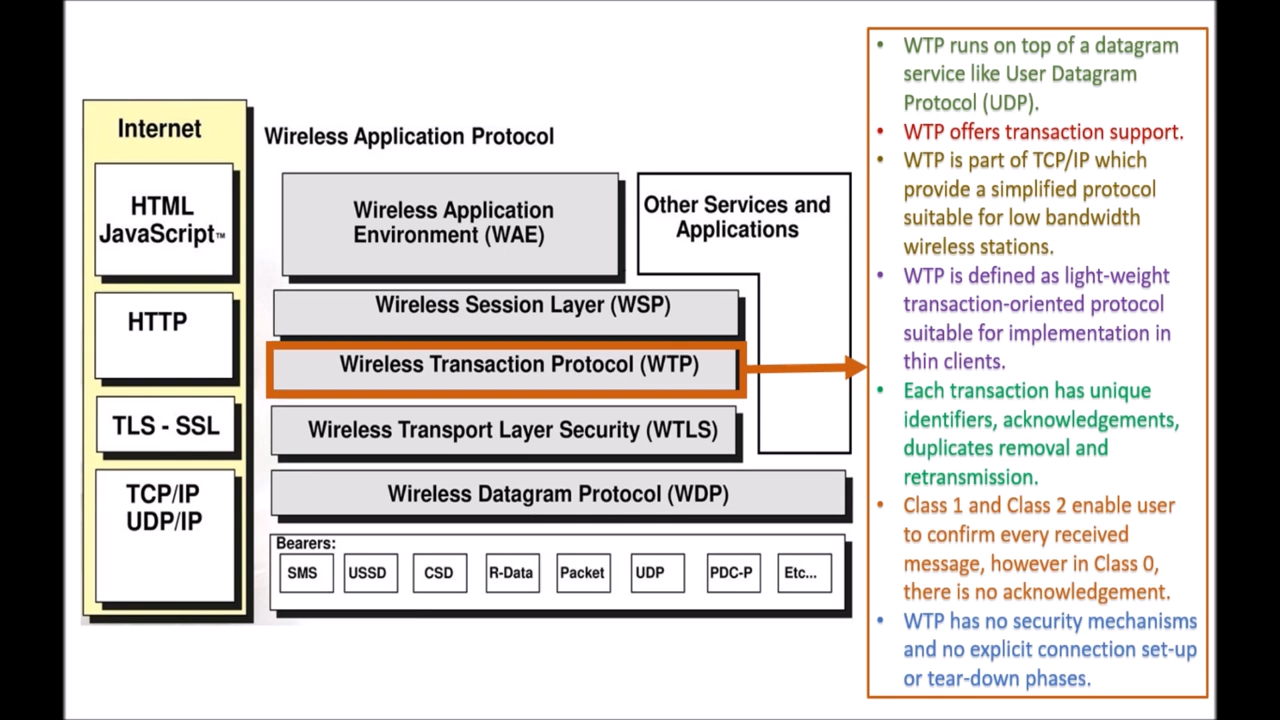 Internet
HTML
JavaScript™
HTTP
TLS - SSL
TCP/IP
UDP/IP
Wireless Application Protocol
Wireless Application
Environment (WAE)
Other Services and
Applications
Wireless Session Layer (WSP)
Wireless Transaction Protocol (WTP)
Wireless Transport Layer Security (WTLS)
Wireless Datagram Protocol (WDP)
Bearers:
SMS USSD CSD R-Data Packet UDP PDC-P Etc...
• WTP runs on top of a datagram
service like User Datagram
Protocol (UDP).
• WTP offers transaction support.
• WTP is part of TCP/IP which
provide a simplified protocol
suitable for low bandwidth
wireless stations.
• WTP is defined as light-weight
transaction-oriented protocol
suitable for implementation in
thin clients.
• Each transaction has unique
identifiers, acknowledgements,
duplicates removal and
retransmission.
• Class 1 and Class 2 enable user
to confirm every received
message, however in Class 0,
there is no acknowledgement.
• WTP has no security mechanisms
and no explicit connection set-up
or tear-down phases.